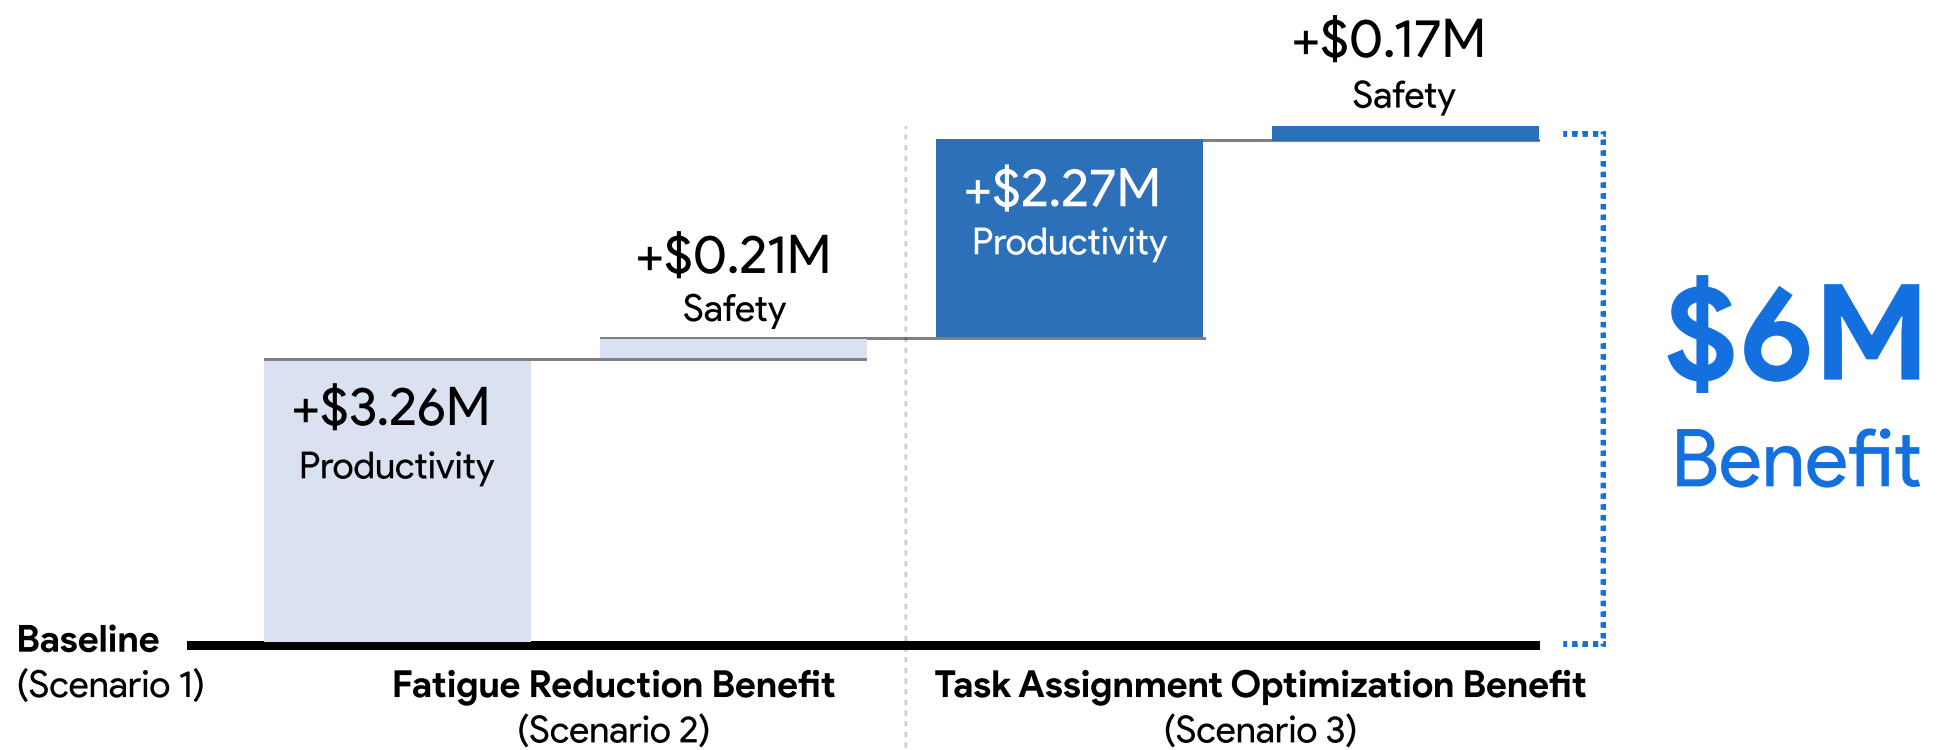 +$0.17M
Safety
+$2.27M
Productivity
+$0.21M
Safety
+$3.26M
Productivity
$6M
Benefit
Baseline
(Scenario 1)
Fatigue Reduction Benefit
(Scenario 2)
Task Assignment Optimization Benefit
(Scenario 3)